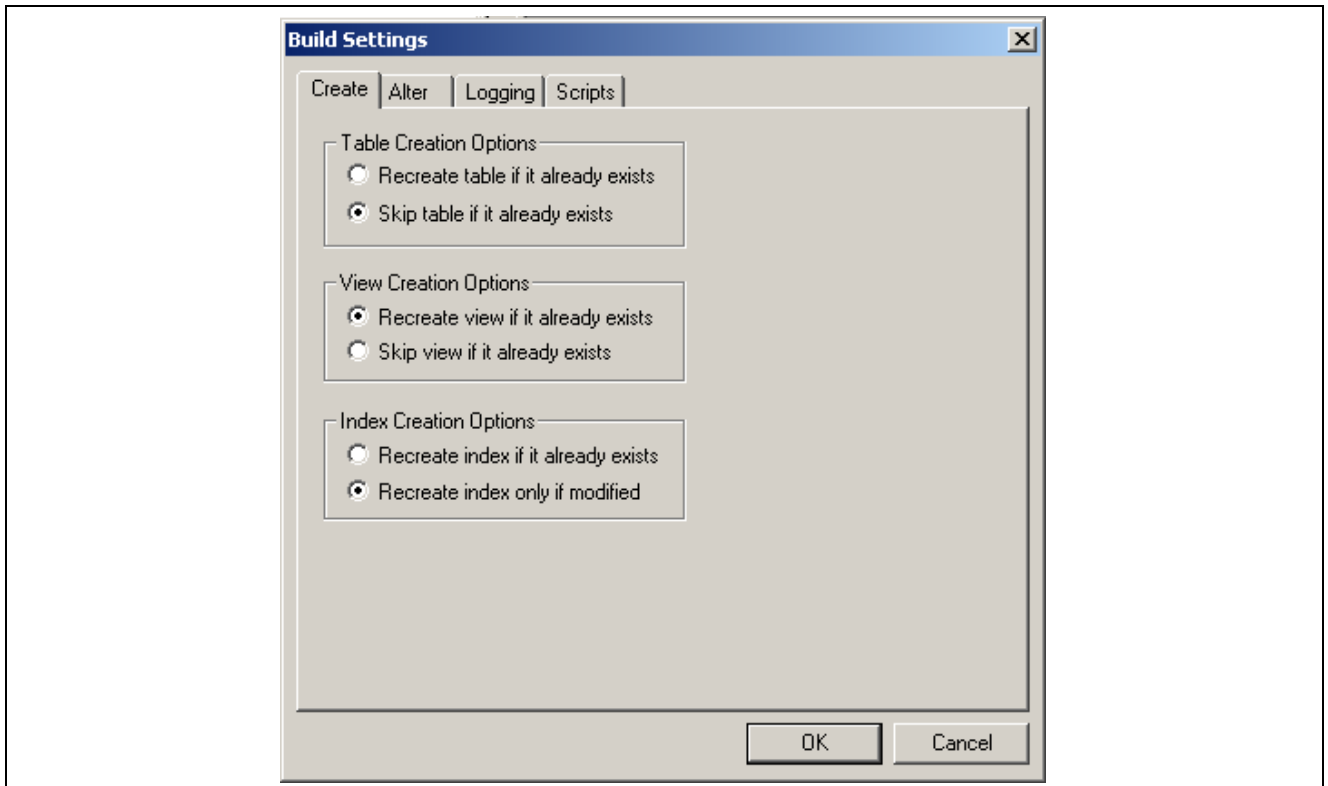 Build Settings
Create Alter Logging Scripts
Table Creation Options
Recreate table if it already exists
Skip table if it already exists
View Creation Options
Recreate view if it already exists
Skip view if it already exists
Index Creation Options
Recreate index if it already exists
Recreate index only if modified
OK Cancel